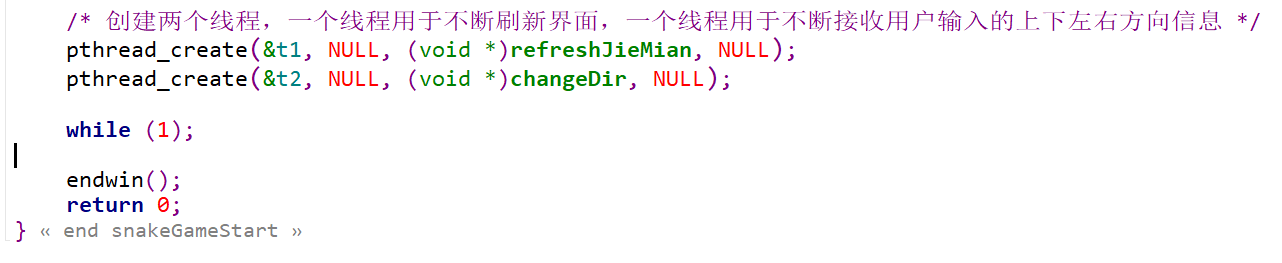 /* 创建两个线程，一个线程用于不断刷新界面，一个线程用于不断接收用户输入的上下左右方向信息 */
pthread_create(&t1, NULL, (void *)refreshJieMian, NULL);
pthread_create(&t2, NULL, (void *)changeDir, NULL);
while (1);
endwin();
return 0;
} « end snakeGameStart »